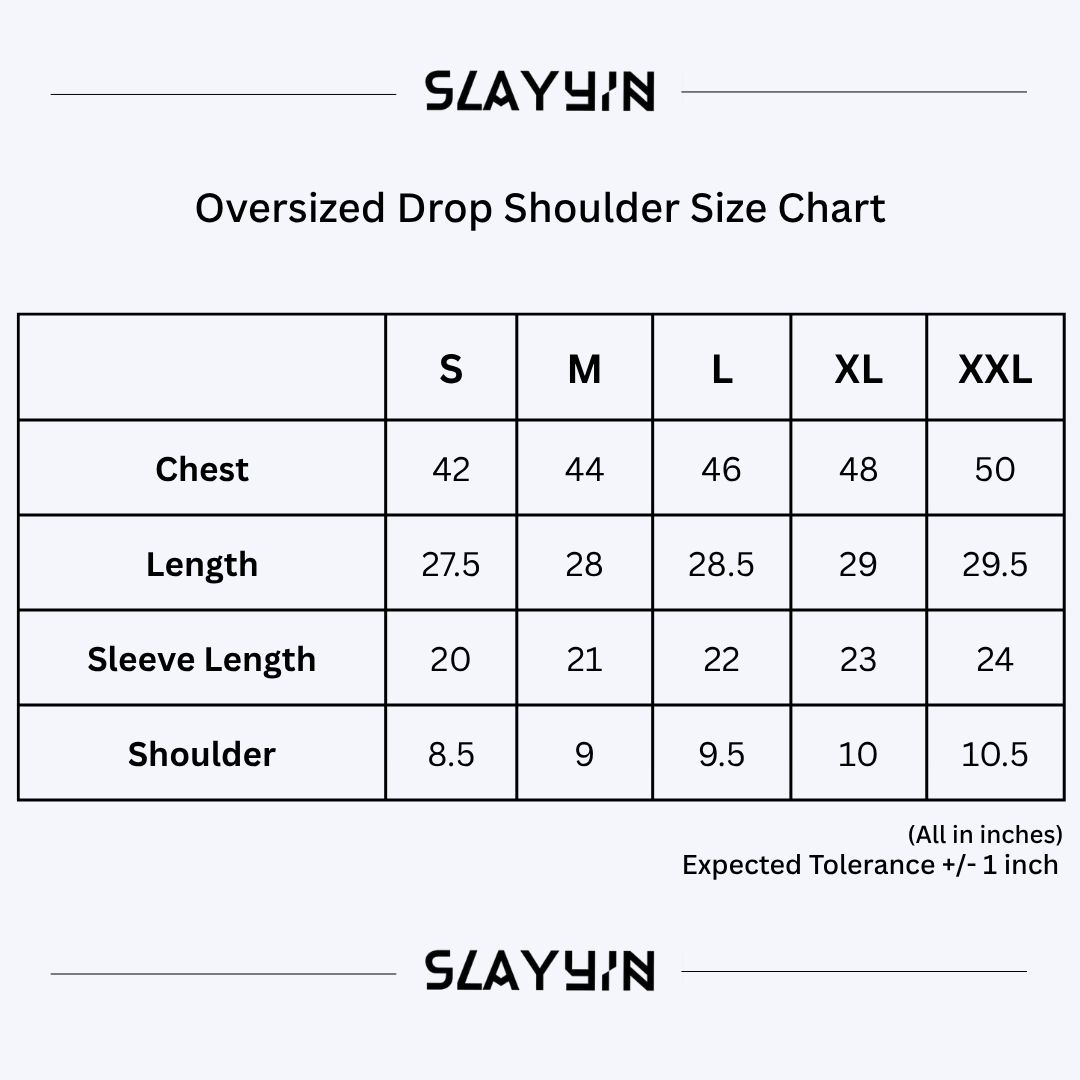 SLAYYIN
Oversized Drop Shoulder Size Chart
S M L XL XXL
Chest 42 44 46 48 50
Length 27.5 28 28.5 29 29.5
Sleeve Length 20 21 22 23 24
Shoulder 8.5 9 9.5 10 10.5
(All in inches)
Expected Tolerance +/- 1 inch
SLAYYIN